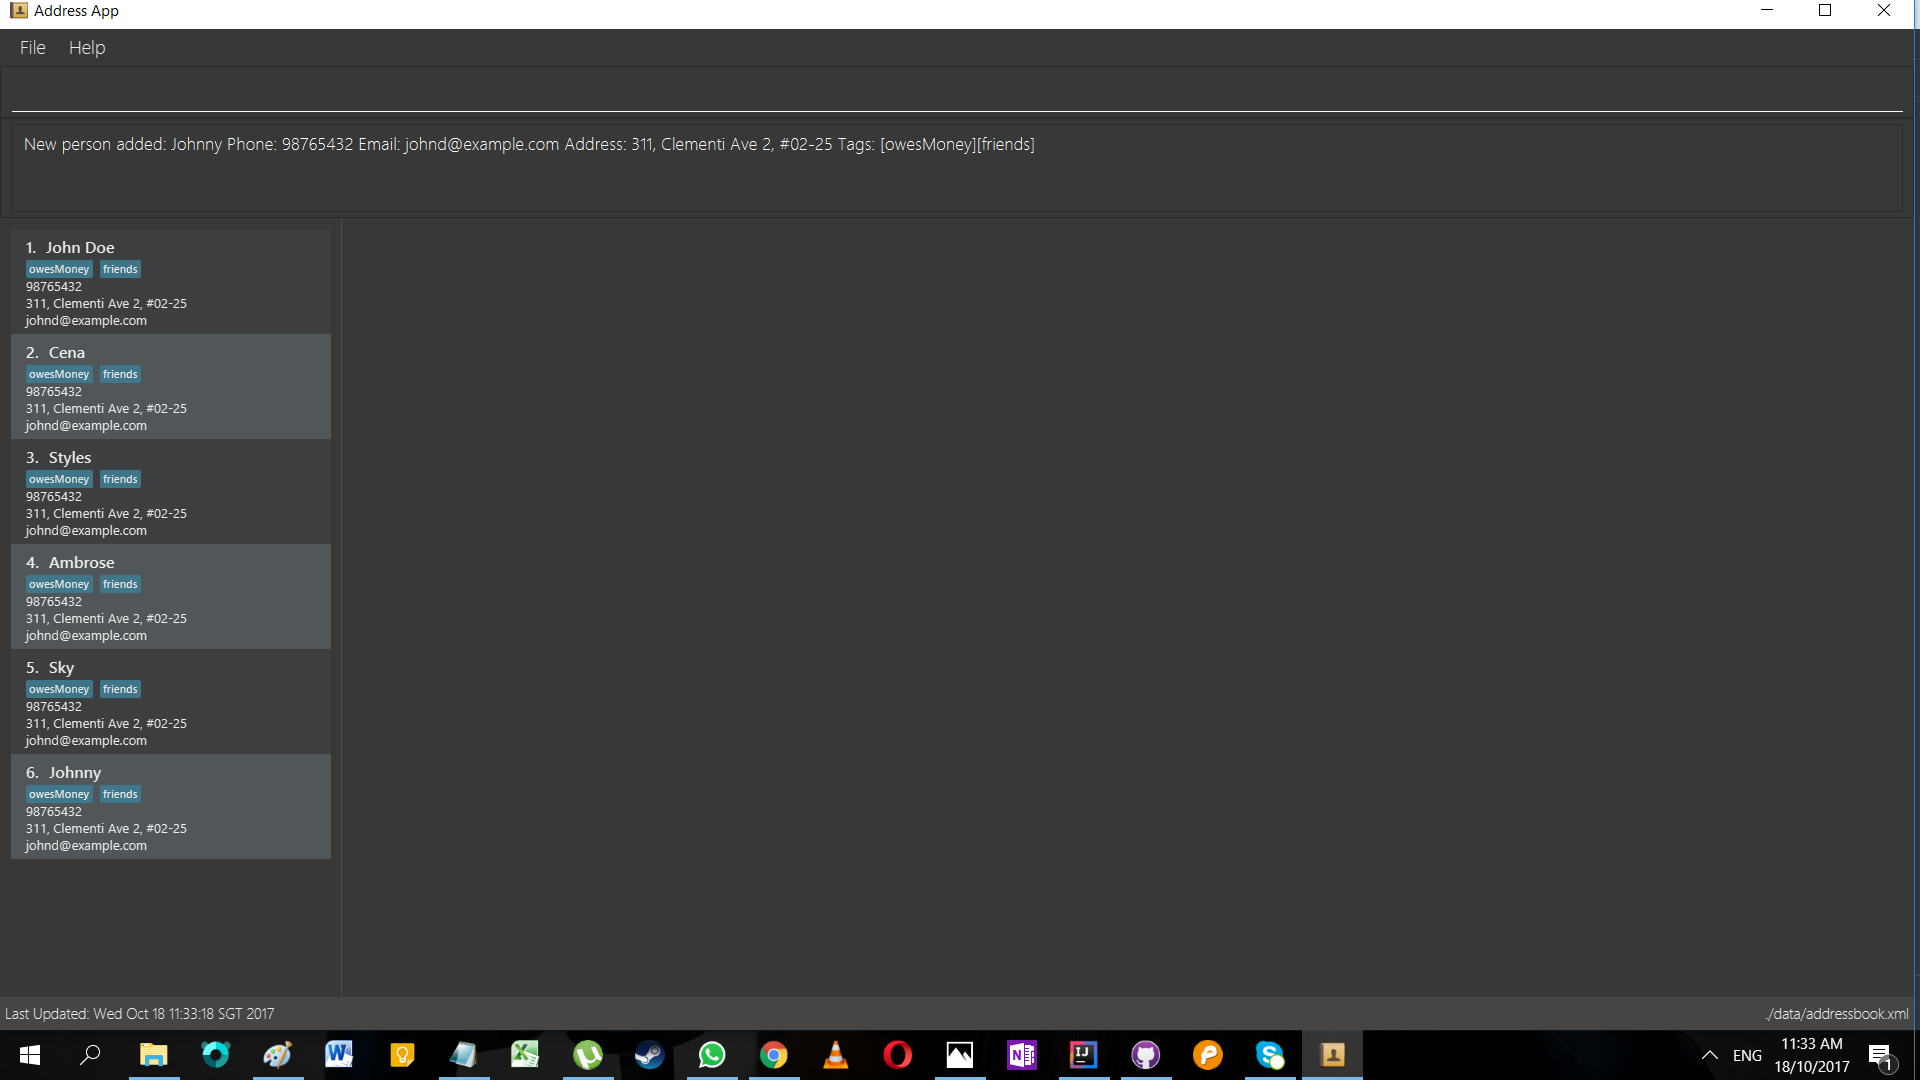 Address App
File Help
New person added: Johnny Phone: 98765432 Email: johnd@example.com Address: 311, Clementi Ave 2, #02-25 Tags: [owesMoney][friends]
1. John Doe
owesMoney friends
98765432
311, Clementi Ave 2, #02-25
johnd@example.com
2. Cena
owesMoney friends
98765432
311, Clementi Ave 2, #02-25
johnd@example.com
3. Styles
owesMoney friends
98765432
311, Clementi Ave 2, #02-25
johnd@example.com
4. Ambrose
owesMoney friends
98765432
311, Clementi Ave 2, #02-25
johnd@example.com
5. Sky
owesMoney friends
98765432
311, Clementi Ave 2, #02-25
johnd@example.com
6. Johnny
owesMoney friends
98765432
311, Clementi Ave 2, #02-25
johnd@example.com
Last Updated: Wed Oct 18 11:33:18 SGT 2017
./data/addressbook.xml
ENG
11:33 AM
18/10/2017
1